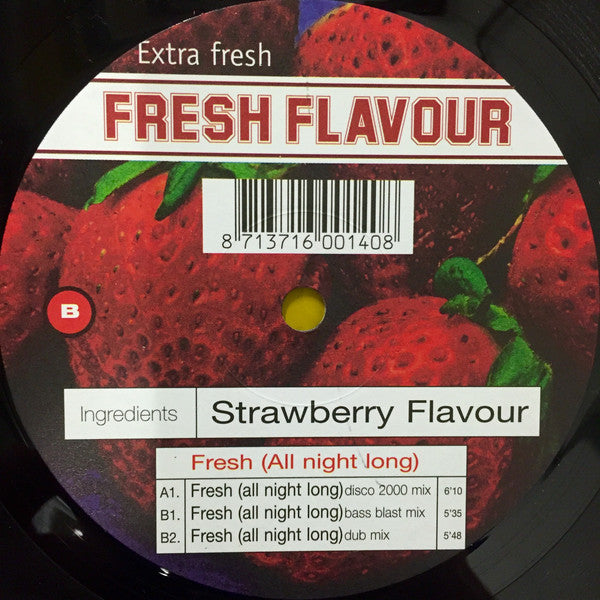 Extra fresh
FRESH FLAVOUR
8 713716 001408
B
Ingredients Strawberry Flavour
Fresh (All night long)
A1. Fresh (all night long) disco 2000 mix 6'10
B1. Fresh (all night long) bass blast mix 5'35
B2. Fresh (all night long) dub mix 5'48